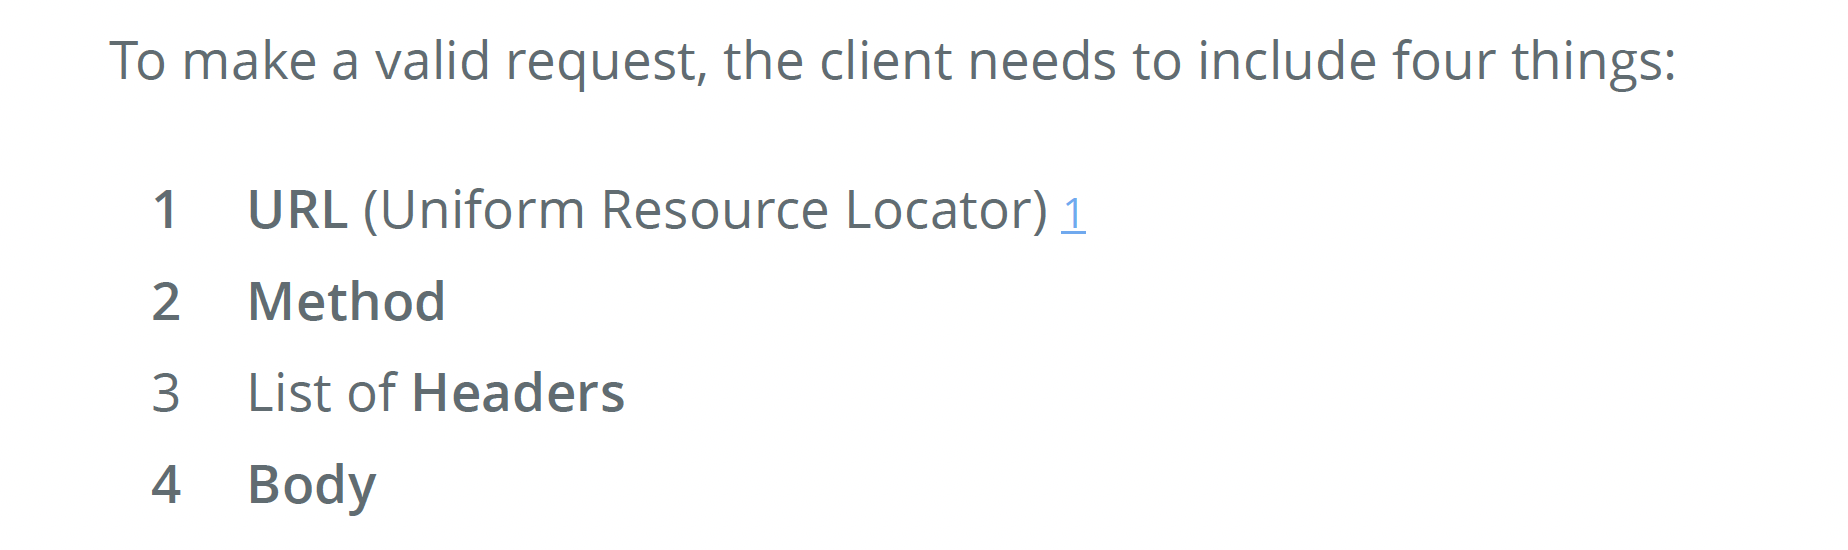 To make a valid request, the client needs to include four things:
1 URL (Uniform Resource Locator) 1
2 Method
3 List of Headers
4 Body